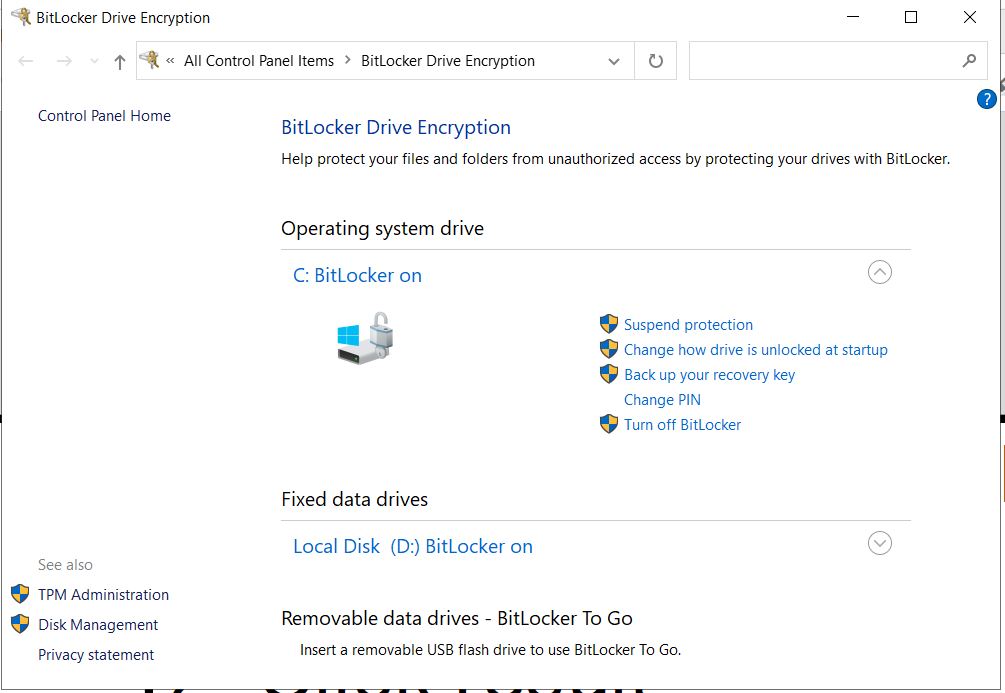 BitLocker Drive Encryption
« All Control Panel Items > BitLocker Drive Encryption
?
Control Panel Home
BitLocker Drive Encryption
Help protect your files and folders from unauthorized access by protecting your drives with BitLocker.
Operating system drive
C: BitLocker on
Suspend protection
Change how drive is unlocked at startup
Back up your recovery key
Change PIN
Turn off BitLocker
Fixed data drives
Local Disk (D:) BitLocker on
Removable data drives - BitLocker To Go
Insert a removable USB flash drive to use BitLocker To Go.
See also
TPM Administration
Disk Management
Privacy statement